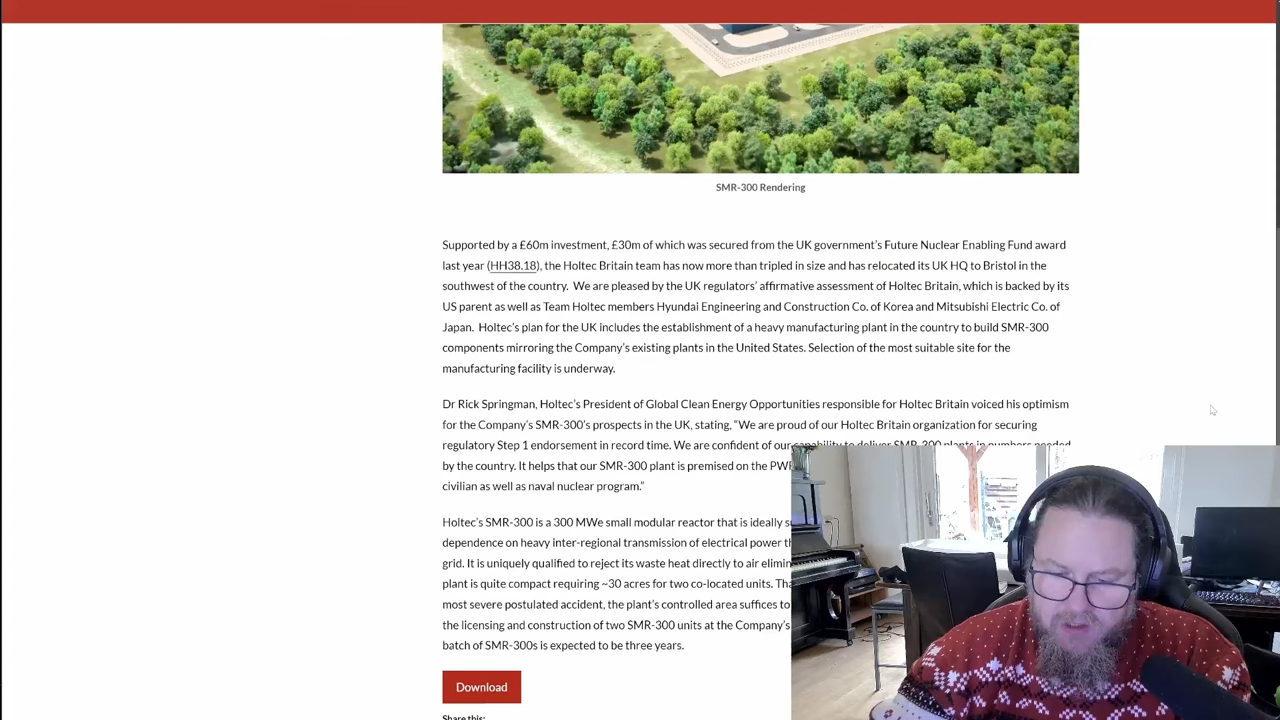 SMR-300 Rendering
Supported by a £60m investment, £30m of which was secured from the UK government's Future Nuclear Enabling Fund award
last year (HH38.18), the Holtec Britain team has now more than tripled in size and has relocated its UK HQ to Bristol in the
southwest of the country. We are pleased by the UK regulators' affirmative assessment of Holtec Britain, which is backed by its
US parent as well as Team Holtec members Hyundai Engineering and Construction Co. of Korea and Mitsubishi Electric Co. of
Japan. Holtec's plan for the UK includes the establishment of a heavy manufacturing plant in the country to build SMR-300
components mirroring the Company's existing plants in the United States. Selection of the most suitable site for the
manufacturing facility is underway.
Dr Rick Springman, Holtec's President of Global Clean Energy Opportunities responsible for Holtec Britain voiced his optimism
for the Company's SMR-300's prospects in the UK, stating, "We are proud of our Holtec Britain organization for securing
regulatory Step 1 endorsement in record time. We are confident of our capability to deliver SMR-300 plants in numbers needed
by the country. It helps that our SMR-300 plant is premised on the
civilian as well as naval nuclear program."
Holtec's SMR-300 is a 300 MWe small modular reactor that is ideally
dependence on heavy inter-regional transmission of electrical power
grid. It is uniquely qualified to reject its waste heat directly to air
plant is quite compact requiring ~30 acres for two co-located units.
most severe postulated accident, the plant's controlled area suffices to
the licensing and construction of two SMR-300 units at the Company's
batch of SMR-300s is expected to be three years.
Download
Share this: